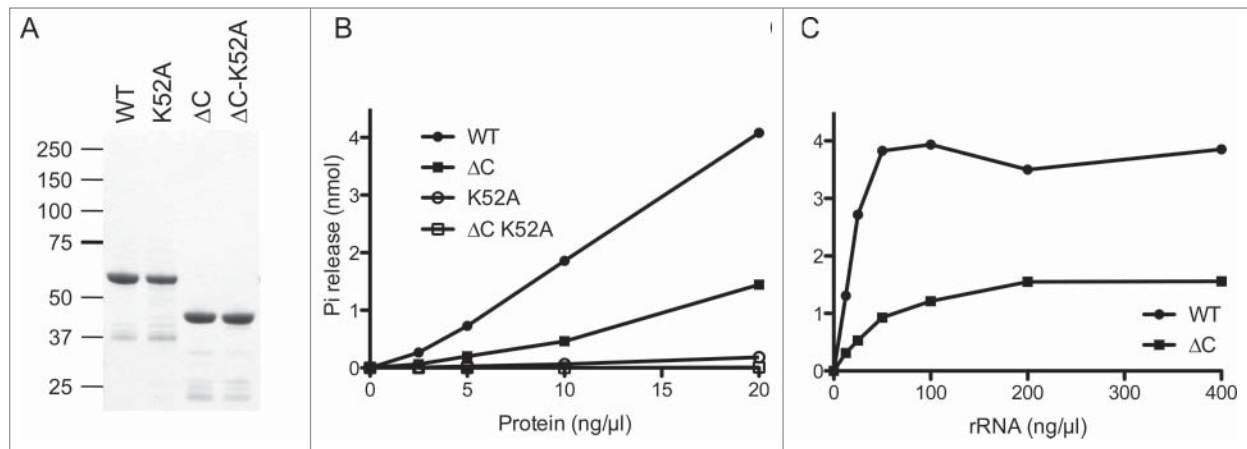 A
WT
K52A
ΔC
ΔC-K52A
250
150
100
75
50
37
25
B
Pi release (nmol)
4
3
2
1
0
WT
ΔC
K52A
ΔC K52A
0 5 10 15 20
Protein (ng/µl)
C
4
3
2
1
0
WT
ΔC
0 100 200 300 400
rRNA (ng/µl)